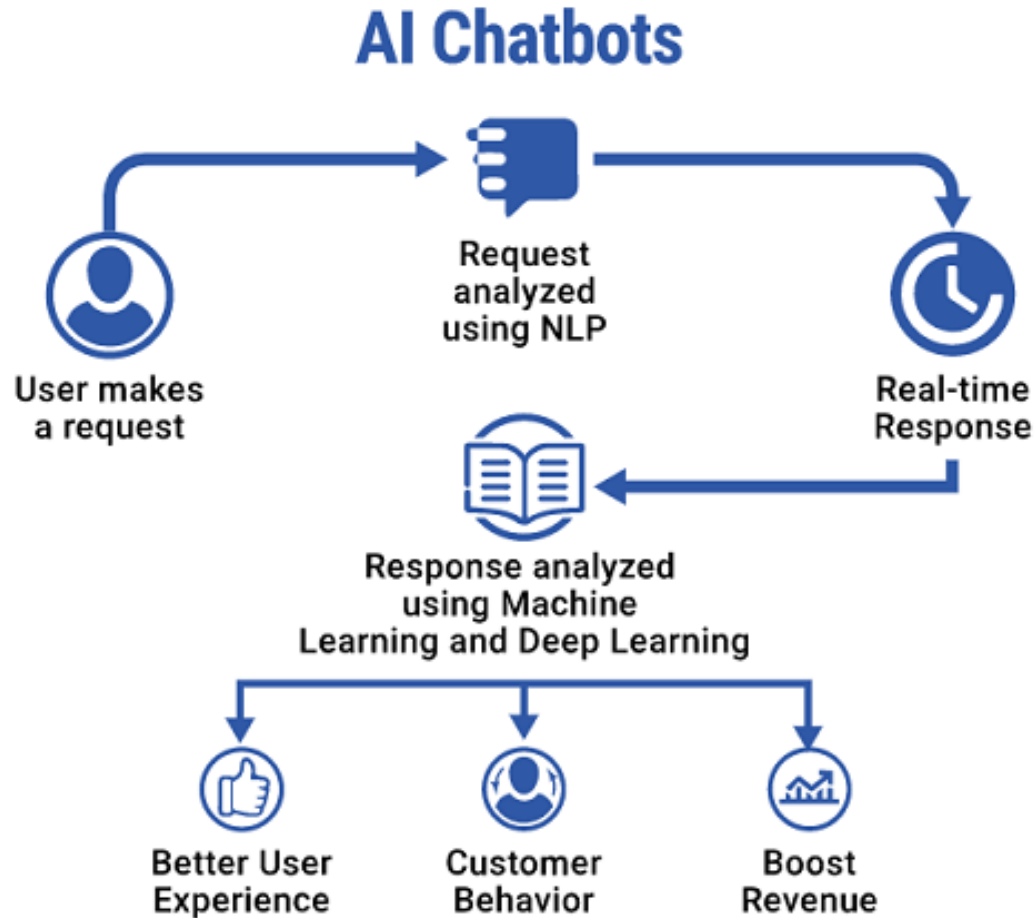 AI Chatbots
Request
analyzed
using NLP
User makes
a request
Real-time
Response
Response analyzed
using Machine
Learning and Deep Learning
Better User
Experience
Customer
Behavior
Boost
Revenue